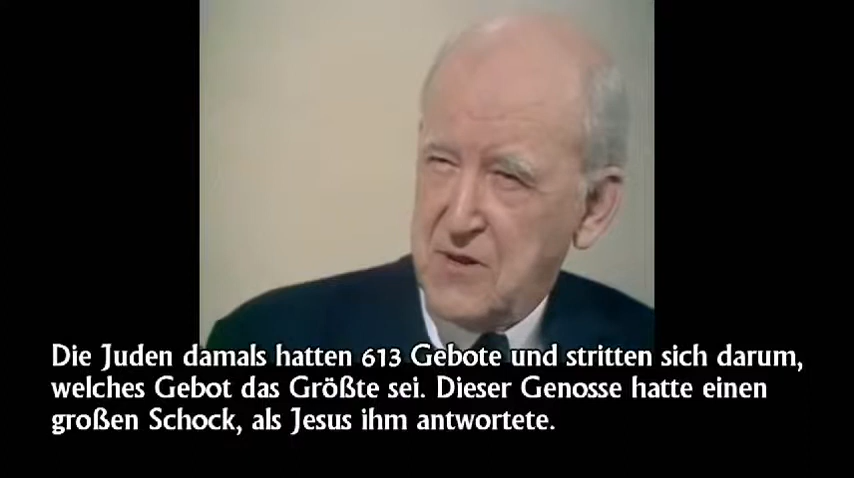 Die Juden damals hatten 613 Gebote und stritten sich darum,
welches Gebot das Größte sei. Dieser Genosse hatte einen
großen Schock, als Jesus ihm antwortete.